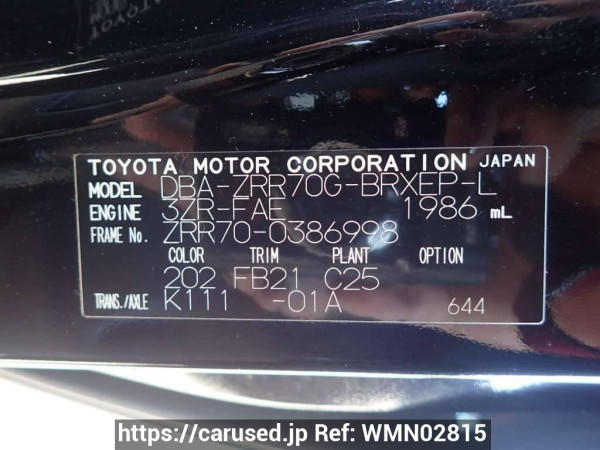 TOYOTA MOTOR CORPORATION JAPAN
MODEL DBA-ZRR70G-BRXEP-L
ENGINE 3ZR-FAE 1986 mL
FRAME No. ZRR70-0386998
COLOR TRIM PLANT OPTION
202 FB21 C25
TRANS./AXLE K111 -01A 644
https://carused.jp Ref: WMN02815